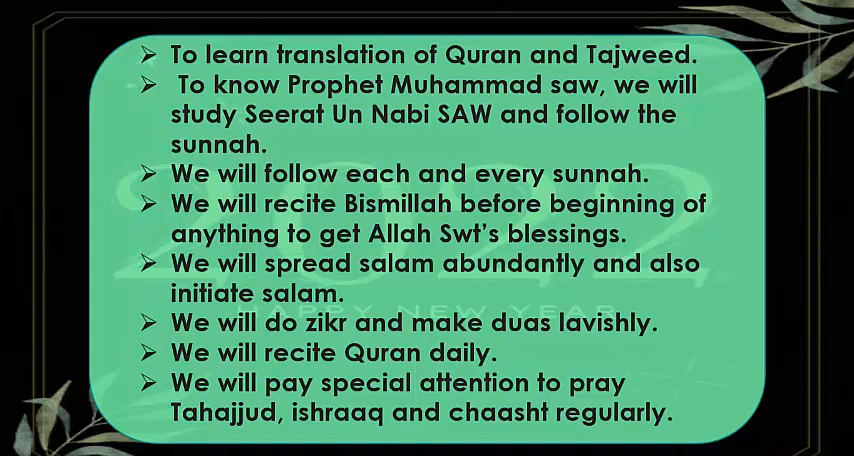 ➢ To learn translation of Quran and Tajweed.
➢ To know Prophet Muhammad saw, we will
study Seerat Un Nabi SAW and follow the
sunnah.
➢ We will follow each and every sunnah.
➢ We will recite Bismillah before beginning of
anything to get Allah Swt's blessings.
➢ We will spread salam abundantly and also
initiate salam.
➢ We will do zikr and make duas lavishly.
➢ We will recite Quran daily.
➢ We will pay special attention to pray
Tahajjud, ishraaq and chaasht regularly.
2022
HAPPY NEW YEAR